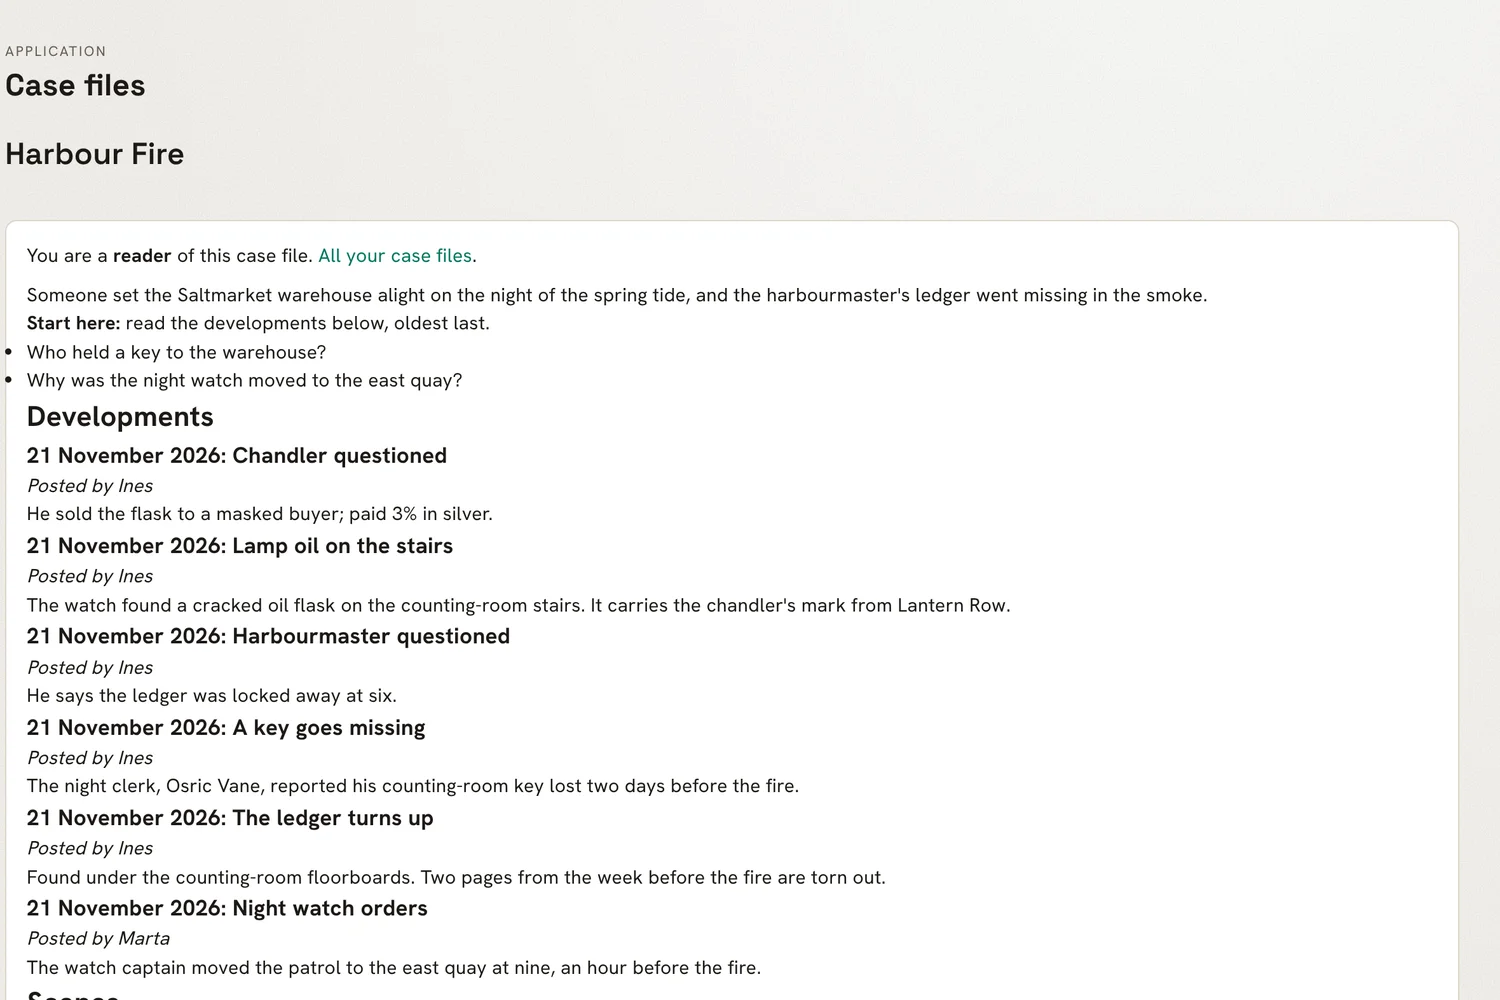 APPLICATION
Case files
Harbour Fire
You are a reader of this case file. All your case files.
Someone set the Saltmarket warehouse alight on the night of the spring tide, and the harbourmaster's ledger went missing in the smoke.
Start here: read the developments below, oldest last.
• Who held a key to the warehouse?
• Why was the night watch moved to the east quay?
Developments
21 November 2026: Chandler questioned
Posted by Ines
He sold the flask to a masked buyer; paid 3% in silver.
21 November 2026: Lamp oil on the stairs
Posted by Ines
The watch found a cracked oil flask on the counting-room stairs. It carries the chandler's mark from Lantern Row.
21 November 2026: Harbourmaster questioned
Posted by Ines
He says the ledger was locked away at six.
21 November 2026: A key goes missing
Posted by Ines
The night clerk, Osric Vane, reported his counting-room key lost two days before the fire.
21 November 2026: The ledger turns up
Posted by Ines
Found under the counting-room floorboards. Two pages from the week before the fire are torn out.
21 November 2026: Night watch orders
Posted by Marta
The watch captain moved the patrol to the east quay at nine, an hour before the fire.